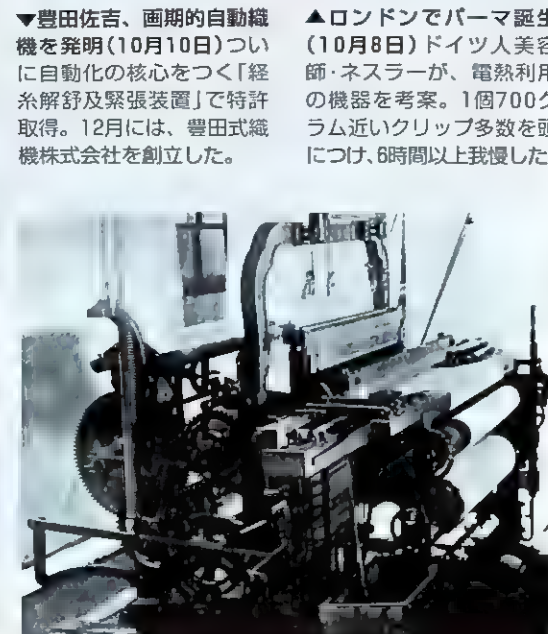 ▼豊田佐吉、画期的自動織
機を発明(10月10日)つい
に自動化の核心をつく「経
糸解舒及緊張装置」で特許
取得。12月には、豊田式織
機株式会社を創立した。
▲ロンドンでパーマ誕生
(10月8日)ドイツ人美容
師・ネスラーが、電熱利用
の機器を考案。1個700グ
ラム近いクリップ多数を頭
につけ、6時間以上我慢した